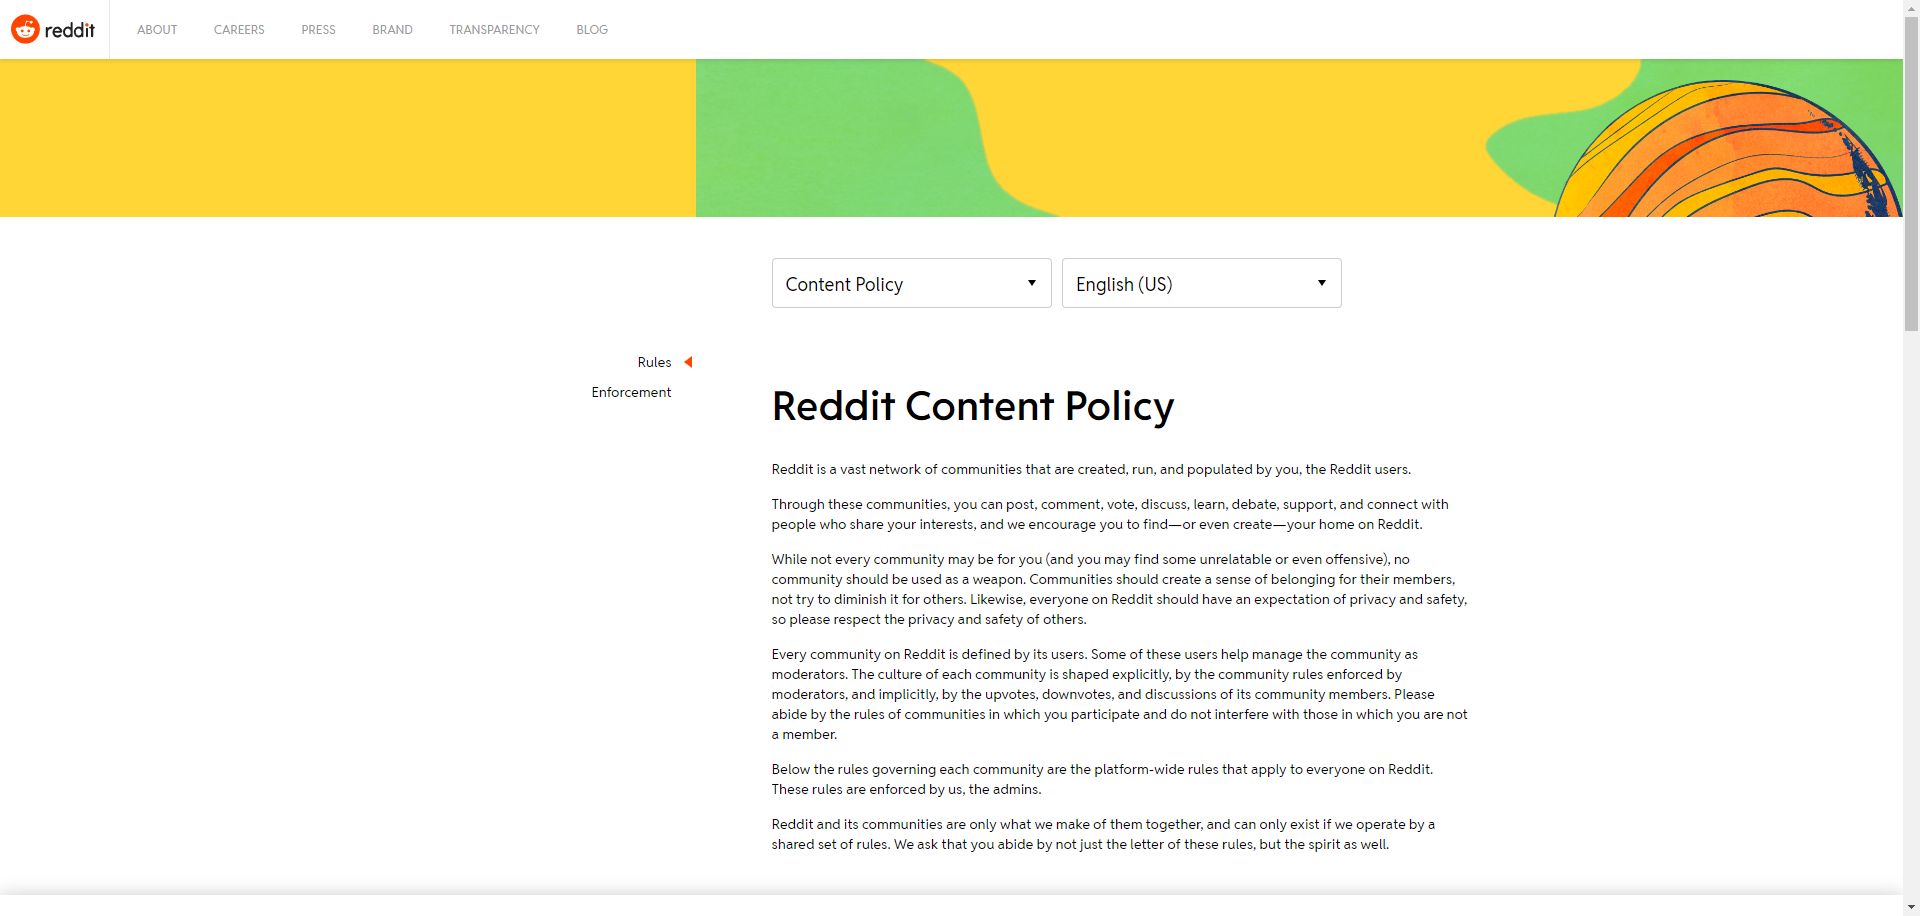 reddit
ABOUT
CAREERS
PRESS
BRAND
TRANSPARENCY
BLOG
Content Policy
English (US)
Rules
Enforcement
Reddit Content Policy
Reddit is a vast network of communities that are created, run, and populated by you, the Reddit users.
Through these communities, you can post, comment, vote, discuss, learn, debate, support, and connect with
people who share your interests, and we encourage you to find—or even create—your home on Reddit.
While not every community may be for you (and you may find some unrelatable or even offensive), no
community should be used as a weapon. Communities should create a sense of belonging for their members,
not try to diminish it for others. Likewise, everyone on Reddit should have an expectation of privacy and safety,
so please respect the privacy and safety of others.
Every community on Reddit is defined by its users. Some of these users help manage the community as
moderators. The culture of each community is shaped explicitly, by the community rules enforced by
moderators, and implicitly, by the upvotes, downvotes, and discussions of its community members. Please
abide by the rules of communities in which you participate and do not interfere with those in which you are not
a member.
Below the rules governing each community are the platform-wide rules that apply to everyone on Reddit.
These rules are enforced by us, the admins.
Reddit and its communities are only what we make of them together, and can only exist if we operate by a
shared set of rules. We ask that you abide by not just the letter of these rules, but the spirit as well.